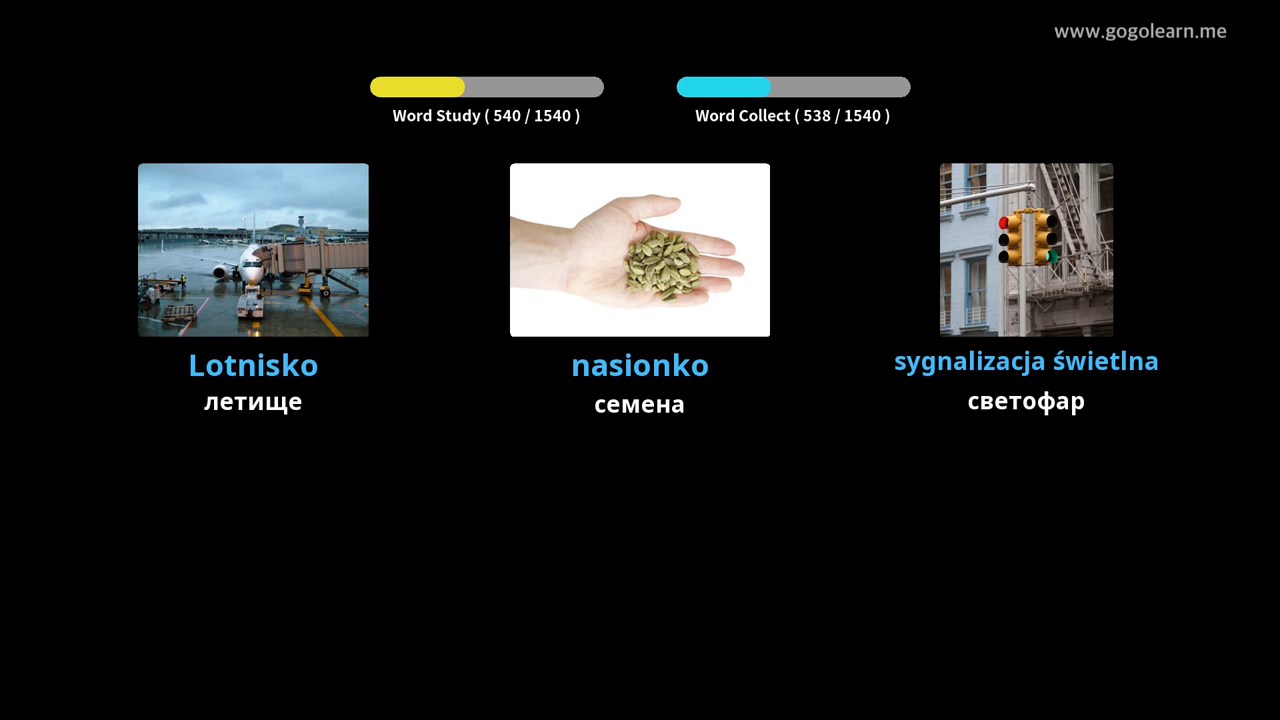 www.gogolearn.me
Word Study ( 540 / 1540 )
Word Collect ( 538 / 1540 )
Lotnisko
летище
nasionko
семена
sygnalizacja świetlna
светофар